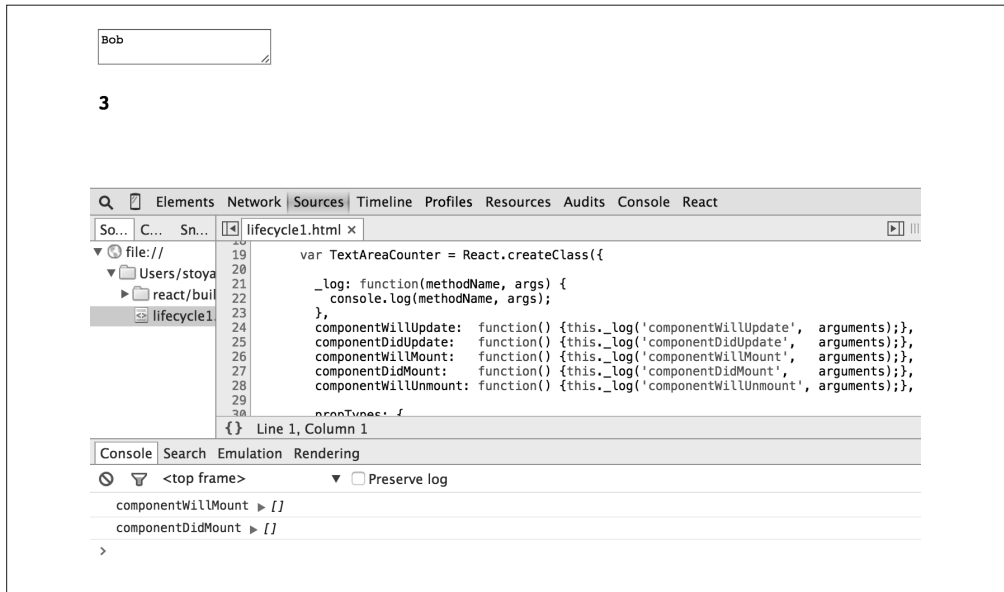 Bob
3
Elements Network Sources Timeline Profiles Resources Audits Console React
So... C... Sn... lifecycle1.html ×
▼ file://
▼ Users/stoya
▶ react/buil
lifecycle1.
18
19 var TextAreaCounter = React.createClass({
20
21 _log: function(methodName, args) {
22 console.log(methodName, args);
23 },
24 componentWillUpdate: function() {this._log('componentWillUpdate', arguments);},
25 componentDidUpdate: function() {this._log('componentDidUpdate', arguments);},
26 componentWillMount: function() {this._log('componentWillMount', arguments);},
27 componentDidMount: function() {this._log('componentDidMount', arguments);},
28 componentWillUnmount: function() {this._log('componentWillUnmount', arguments);},
29
30 propTypes: {
{} Line 1, Column 1
Console Search Emulation Rendering
<top frame> ▼ Preserve log
componentWillMount ▶ []
componentDidMount ▶ []
>